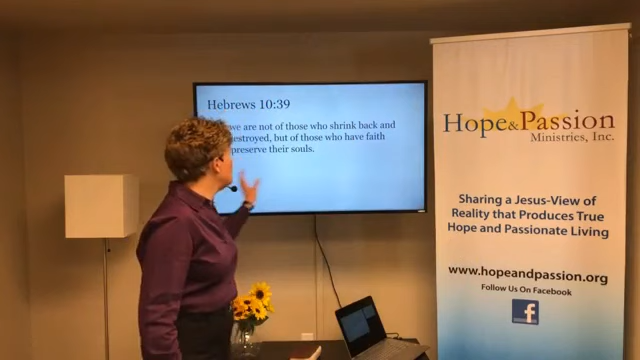 Hebrews 10:39
we are not of those who shrink back and
estroyed, but of those who have faith
preserve their souls.
Hope&Passion
Ministries, Inc.
Sharing a Jesus-View of
Reality that Produces True
Hope and Passionate Living
www.hopeandpassion.org
Follow Us On Facebook
f